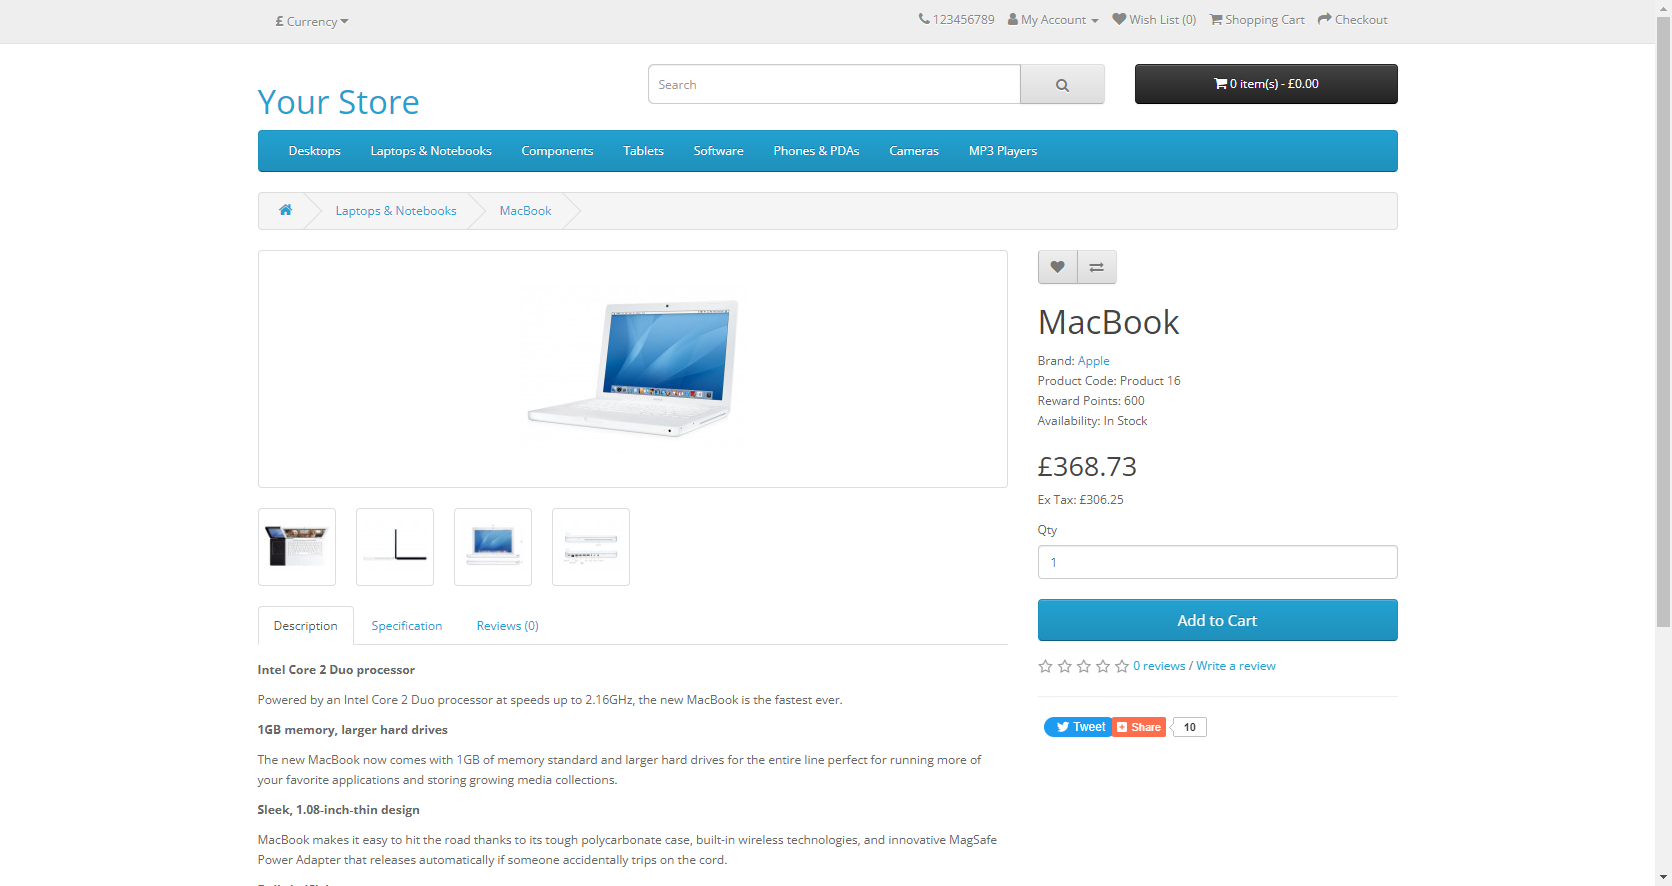 £ Currency
123456789 My Account Wish List (0) Shopping Cart Checkout
Your Store
Search
0 item(s) - £0.00
Desktops Laptops & Notebooks Components Tablets Software Phones & PDAs Cameras MP3 Players
Laptops & Notebooks MacBook
MacBook
Brand: Apple
Product Code: Product 16
Reward Points: 600
Availability: In Stock
£368.73
Ex Tax: £306.25
Qty
1
Add to Cart
0 reviews / Write a review
Tweet Share 10
Description Specification Reviews (0)
Intel Core 2 Duo processor
Powered by an Intel Core 2 Duo processor at speeds up to 2.16GHz, the new MacBook is the fastest ever.
1GB memory, larger hard drives
The new MacBook now comes with 1GB of memory standard and larger hard drives for the entire line perfect for running more of
your favorite applications and storing growing media collections.
Sleek, 1.08-inch-thin design
MacBook makes it easy to hit the road thanks to its tough polycarbonate case, built-in wireless technologies, and innovative MagSafe
Power Adapter that releases automatically if someone accidentally trips on the cord.